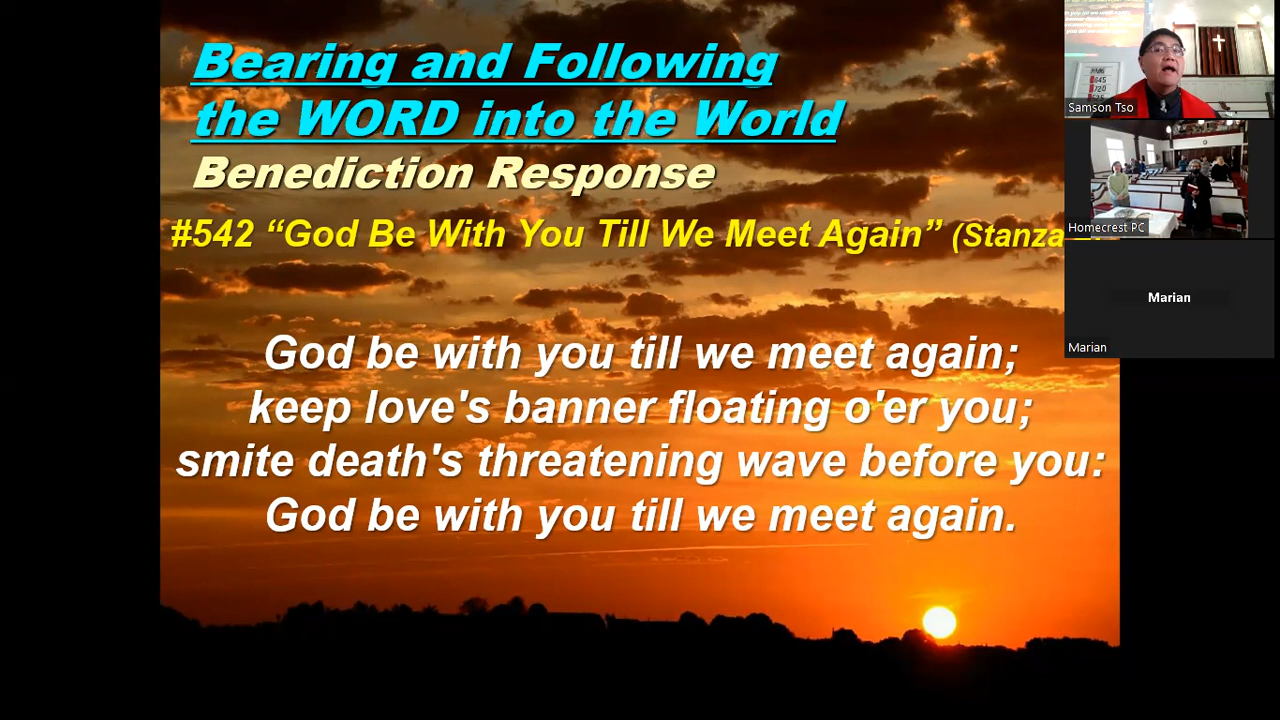 Bearing and Following
the WORD into the World
Benediction Response
#542 “God Be With You Till We Meet Again” (Stanza
God be with you till we meet again;
keep love's banner floating o'er you;
smite death's threatening wave before you:
God be with you till we meet again.
645
720
Samson Tso
Homecrest PC
Marian
Marian